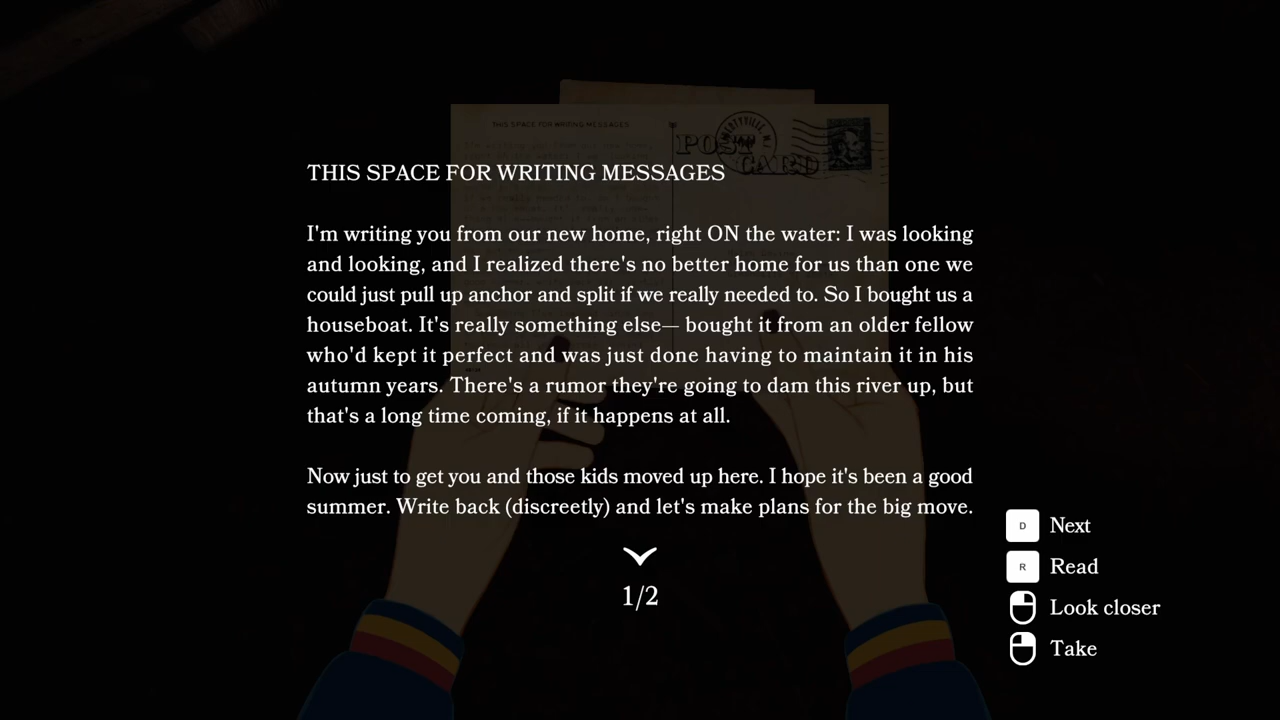 THIS SPACE FOR WRITING MESSAGES
POST
CARD
THIS SPACE FOR WRITING MESSAGES
I'm writing you from our new home, right ON the water: I was looking
and looking, and I realized there's no better home for us than one we
could just pull up anchor and split if we really needed to. So I bought us a
houseboat. It's really something else— bought it from an older fellow
who'd kept it perfect and was just done having to maintain it in his
autumn years. There's a rumor they're going to dam this river up, but
that's a long time coming, if it happens at all.
Now just to get you and those kids moved up here. I hope it's been a good
summer. Write back (discreetly) and let's make plans for the big move.
1/2
D Next
R Read
Look closer
Take